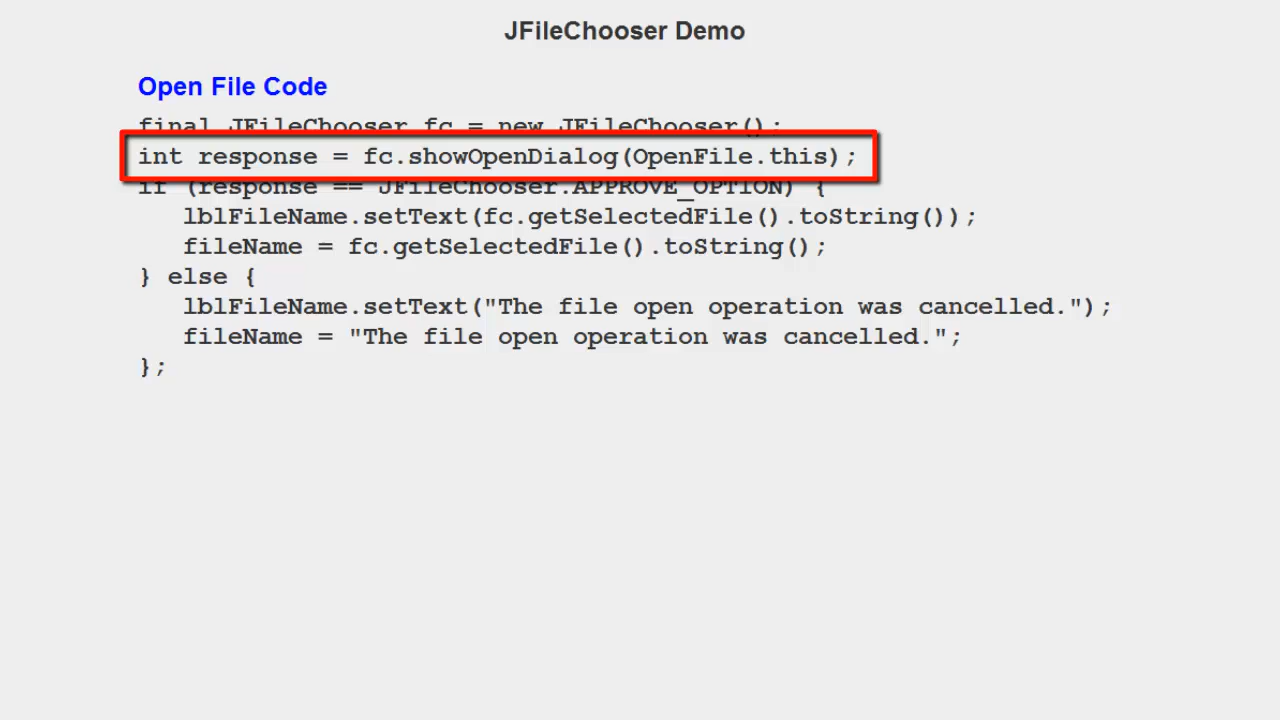 JFileChooser Demo
Open File Code
final JFileChooser fc = new JFileChooser();
int response = fc.showOpenDialog(OpenFile.this);
if (response == JFileChooser.APPROVE_OPTION) {
lblFileName.setText(fc.getSelectedFile().toString());
fileName = fc.getSelectedFile().toString();
} else {
lblFileName.setText("The file open operation was cancelled.");
fileName = "The file open operation was cancelled.";
};